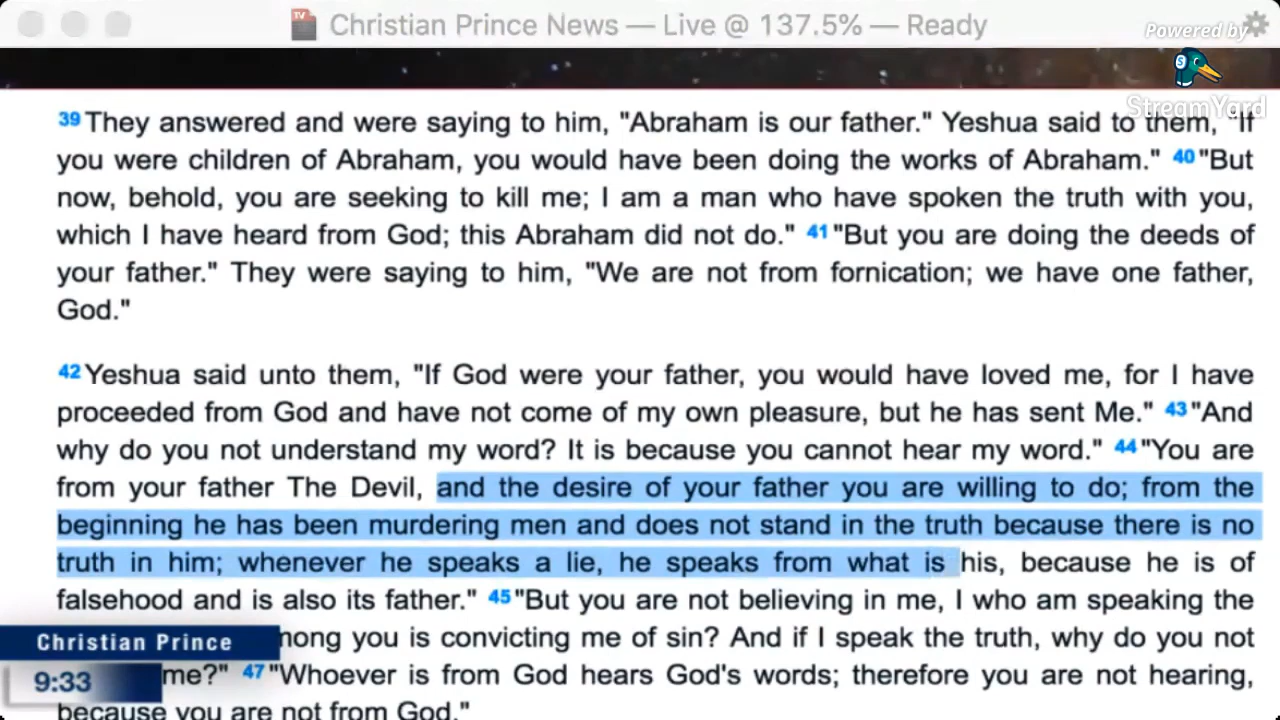 Christian Prince News — Live @ 137.5% — Ready
Powered by
StreamYard
39 They answered and were saying to him, "Abraham is our father." Yeshua said to them, "If
you were children of Abraham, you would have been doing the works of Abraham." 40 "But
now, behold, you are seeking to kill me; I am a man who have spoken the truth with you,
which I have heard from God; this Abraham did not do." 41 "But you are doing the deeds of
your father." They were saying to him, "We are not from fornication; we have one father,
God."
42 Yeshua said unto them, "If God were your father, you would have loved me, for I have
proceeded from God and have not come of my own pleasure, but he has sent Me." 43 "And
why do you not understand my word? It is because you cannot hear my word." 44 "You are
from your father The Devil, and the desire of your father you are willing to do; from the
beginning he has been murdering men and does not stand in the truth because there is no
truth in him; whenever he speaks a lie, he speaks from what is his, because he is of
falsehood and is also its father." 45 "But you are not believing in me, I who am speaking the
mong you is convicting me of sin? And if I speak the truth, why do you not
me?" 47 "Whoever is from God hears God's words; therefore you are not hearing,
because you are not from God."
Christian Prince
9:33